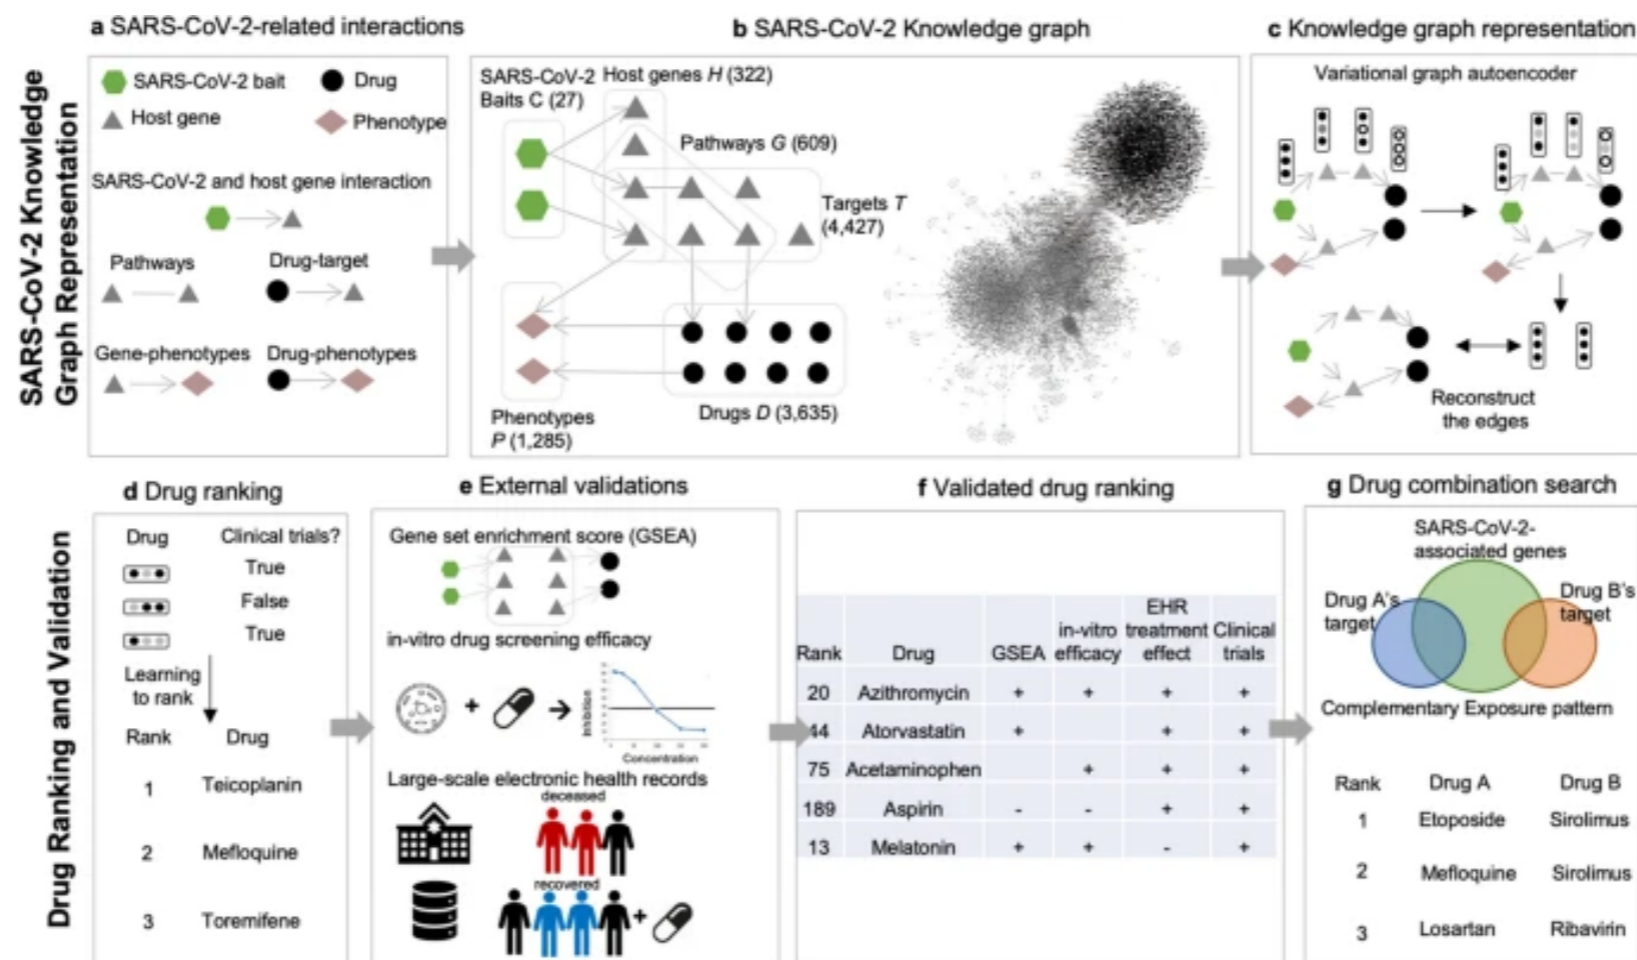 SARS-CoV-2 Knowledge
Graph Representation
a SARS-CoV-2-related interactions
SARS-CoV-2 bait
Drug
Host gene
Phenotype
SARS-CoV-2 and host gene interaction
Pathways
Drug-target
Gene-phenotypes
Drug-phenotypes
b SARS-CoV-2 Knowledge graph
SARS-CoV-2
Baits C (27)
Host genes H (322)
Pathways G (609)
Targets T
(4,427)
Phenotypes
P (1,285)
Drugs D (3,635)
c Knowledge graph representation
Variational graph autoencoder
Reconstruct
the edges
Drug Ranking and Validation
d Drug ranking
Drug Clinical trials?
True
False
True
Learning
to rank
Rank Drug
1 Teicoplanin
2 Mefloquine
3 Toremifene
e External validations
Gene set enrichment score (GSEA)
in-vitro drug screening efficacy
+
Inhibition
Concentration
Large-scale electronic health records
deceased
recovered
+
f Validated drug ranking
EHR
in-vitro treatment Clinical
Rank Drug GSEA efficacy effect trials
20 Azithromycin + + + +
44 Atorvastatin + + +
75 Acetaminophen + + +
189 Aspirin - - + +
13 Melatonin + + - +
g Drug combination search
SARS-CoV-2-
associated genes
Drug A's
target
Drug B's
target
Complementary Exposure pattern
Rank Drug A Drug B
1 Etoposide Sirolimus
2 Mefloquine Sirolimus
3 Losartan Ribavirin